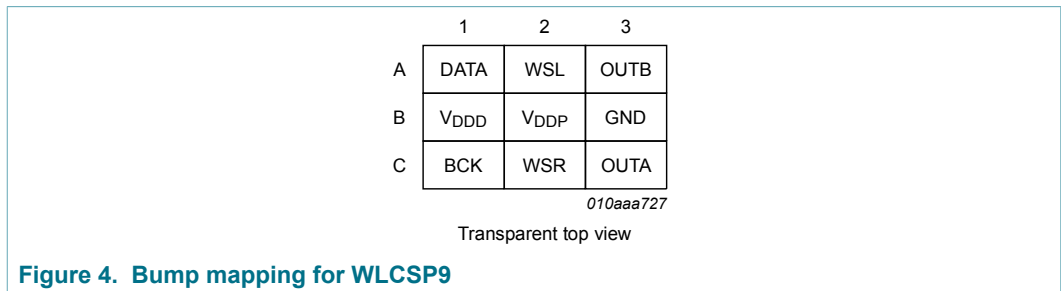 1 2 3
A DATA WSL OUTB
B VDDD VDDP GND
C BCK WSR OUTA
010aaa727
Transparent top view
Figure 4. Bump mapping for WLCSP9